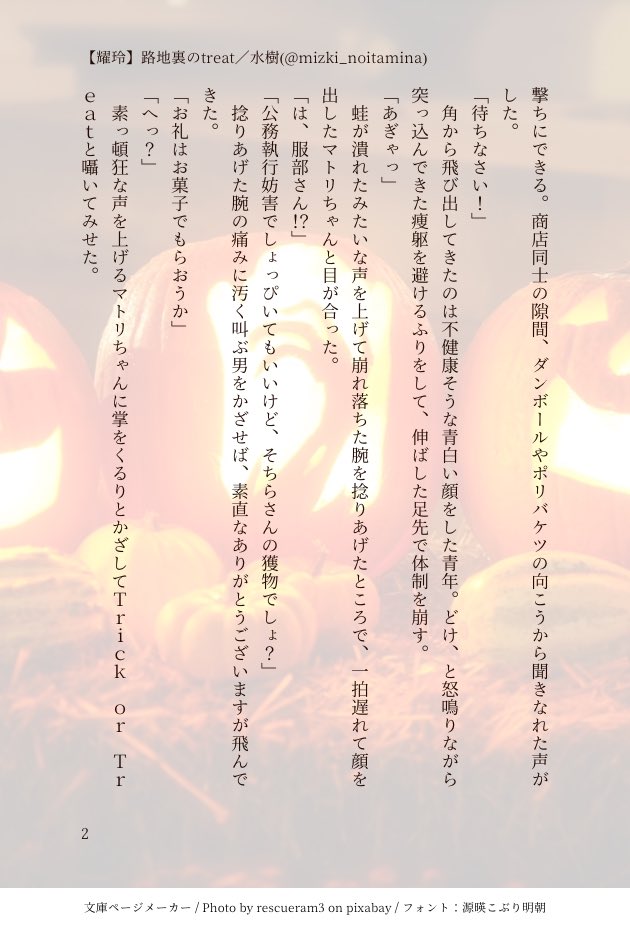 【耀玲】路地裏のtreat／水樹(@mizki_noitamina)
撃ちにできる。商店同士の隙間、ダンボールやポリバケツの向こうから聞きなれた声が
した。
「待ちなさい！」
角から飛び出してきたのは不健康そうな青白い顔をした青年。どけ、と怒鳴りながら
突っ込んできた痩躯を避けるふりをして、伸ばした足先で体制を崩す。
「あぎゃっ」
蛙が潰れたみたいな声を上げて崩れ落ちた腕を捻りあげたところで、一拍遅れて顔を
出したマトリちゃんと目が合った。
「は、服部さん!?」
「公務執行妨害でしょっぴいてもいいけど、そちらさんの獲物でしょ？」
捻りあげた腕の痛みに汚く叫ぶ男をかざせば、素直なありがとうございますが飛んで
きた。
「お礼はお菓子でもらおうか」
「へっ？」
素っ頓狂な声を上げるマトリちゃんに掌をくるりとかざしてＴｒｉｃｋ　ｏｒ　Ｔｒ
ｅａｔと囁いてみせた。
2
文庫ページメーカー / Photo by rescueram3 on pixabay / フォント：源暎こぶり明朝